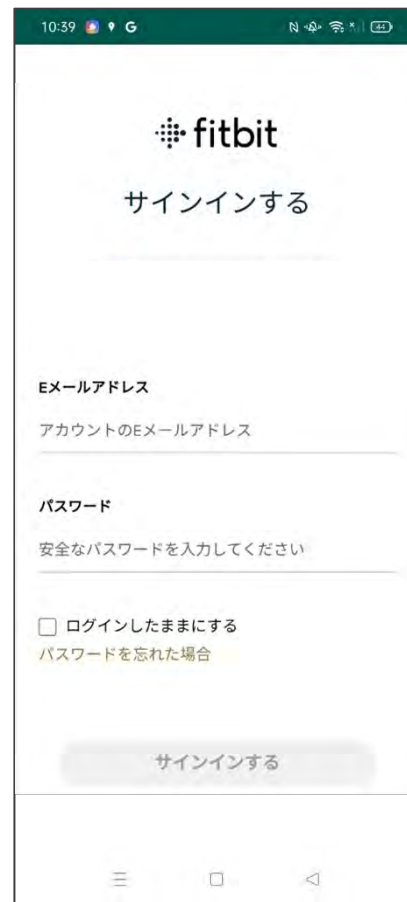 10:39 G 44
fitbit
サインインする
Eメールアドレス
アカウントのEメールアドレス
パスワード
安全なパスワードを入力してください
ログインしたままにする
パスワードを忘れた場合
サインインする